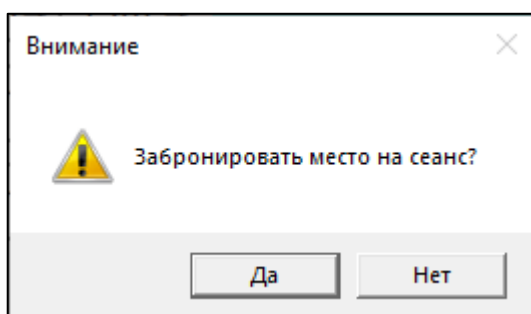 Внимание
Забронировать место на сеанс?
Да
Нет